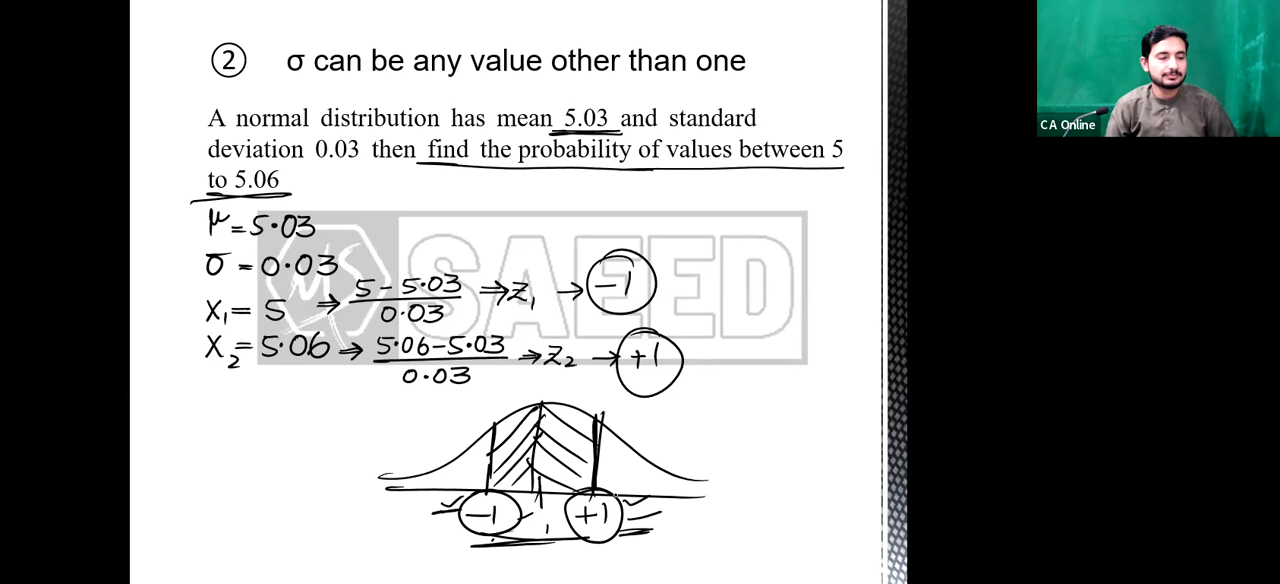 ② σ can be any value other than one
A normal distribution has mean 5.03 and standard
deviation 0.03 then find the probability of values between 5
to 5.06
μ = 5.03
σ = 0.03
X₁ = 5 ⇒ 5 - 5.03 / 0.03 ⇒ Z₁ → -1
X₂ = 5.06 ⇒ 5.06 - 5.03 / 0.03 ⇒ Z₂ → +1
-1 +1
MS SAEED
CA Online